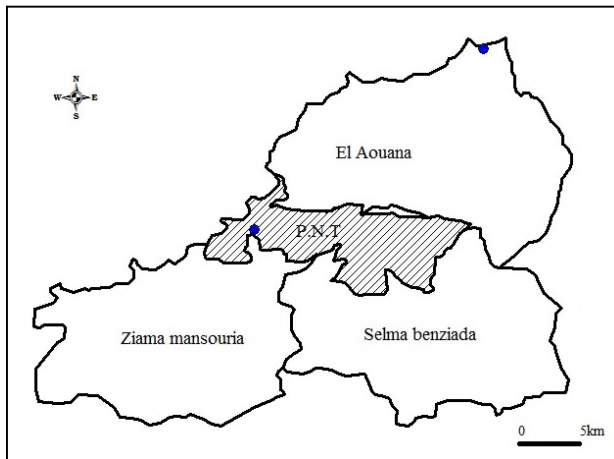 N
W E
S
El Aouana
P.N.T
Ziama mansouria
Selma benziada
0 5km